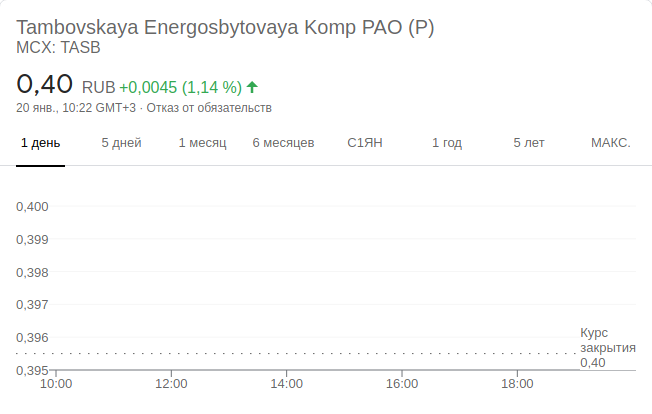 Tambovskaya Energosbytovaya Komp PAO (P)
MCX: TASB
0,40 RUB +0,0045 (1,14 %)
20 янв., 10:22 GMT+3 · Отказ от обязательств
1 день 5 дней 1 месяц 6 месяцев С1ЯН 1 год 5 лет МАКС.
0,400
0,399
0,398
0,397
0,396
0,395
Курс
закрытия
0,40
10:00 12:00 14:00 16:00 18:00